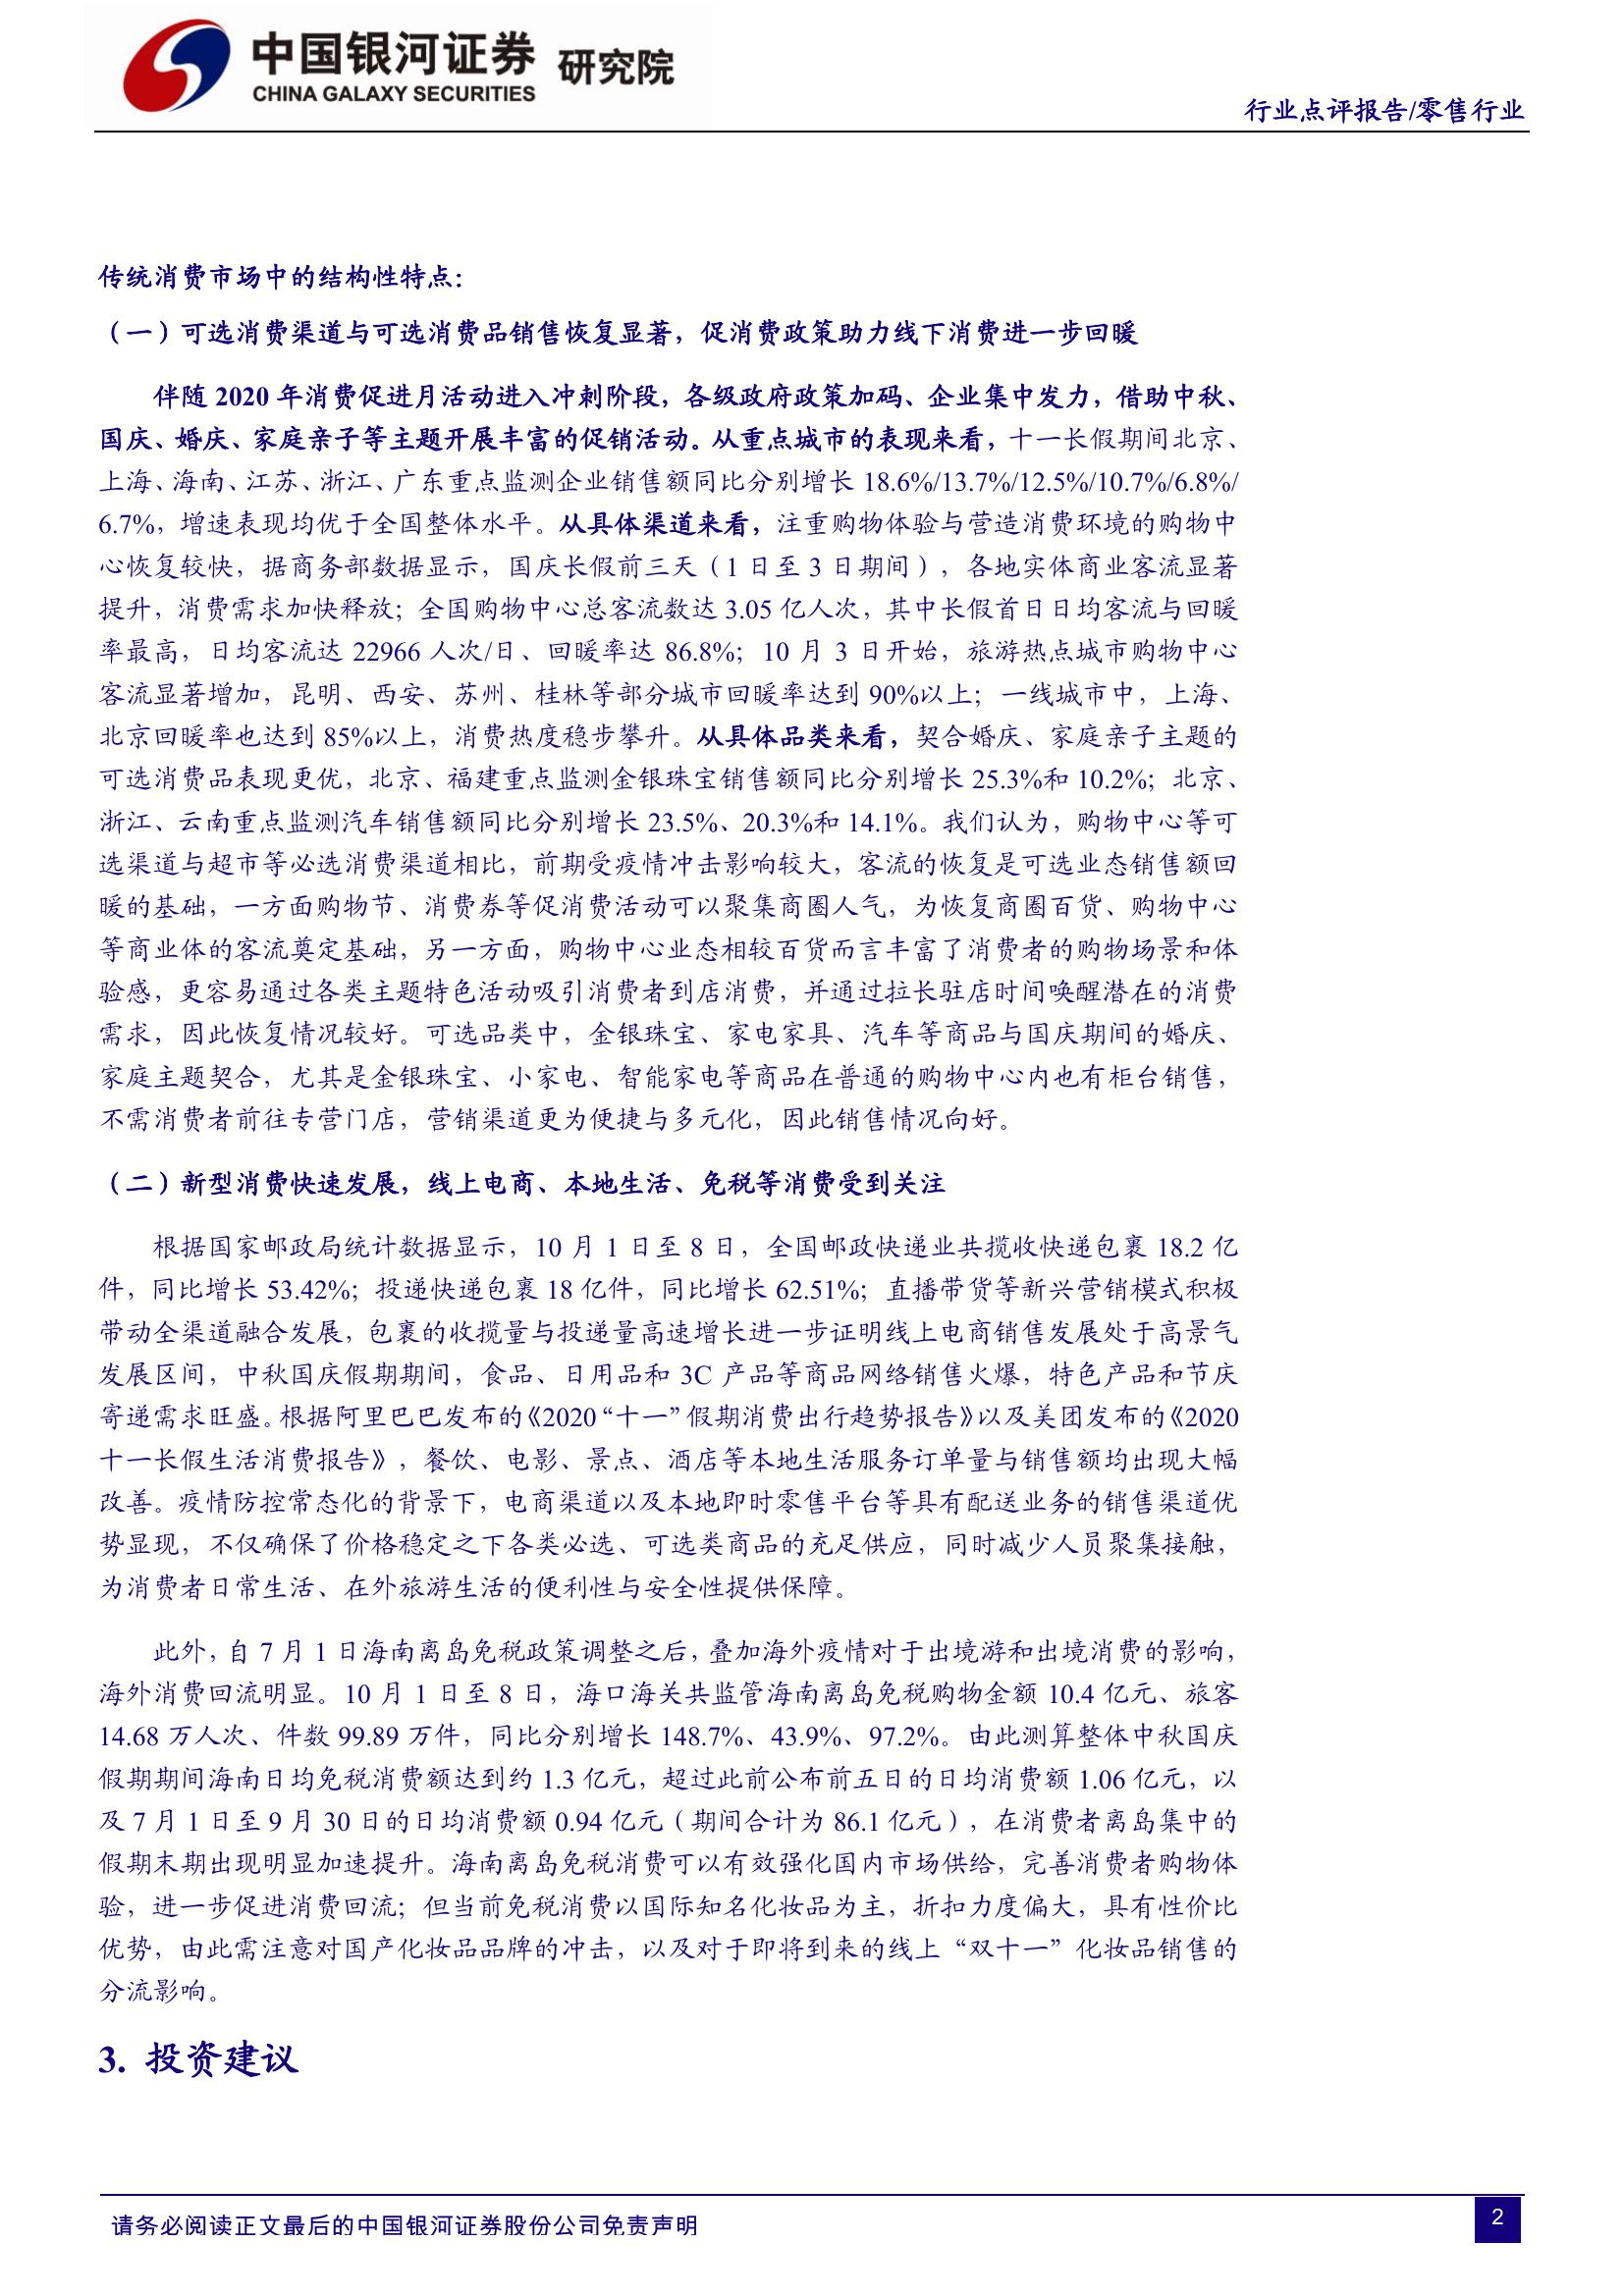 中国银河证券 研究院
CHINA GALAXY SECURITIES
行业点评报告/零售行业
传统消费市场中的结构性特点：
（一）可选消费渠道与可选消费品销售恢复显著，促消费政策助力线下消费进一步回暖
伴随 2020 年消费促进月活动进入冲刺阶段，各级政府政策加码、企业集中发力，借助中秋、
国庆、婚庆、家庭亲子等主题开展丰富的促销活动。从重点城市的表现来看，十一长假期间北京、
上海、海南、江苏、浙江、广东重点监测企业销售额同比分别增长 18.6%/13.7%/12.5%/10.7%/6.8%/
6.7%，增速表现均优于全国整体水平。从具体渠道来看，注重购物体验与营造消费环境的购物中
心恢复较快，据商务部数据显示，国庆长假前三天（1 日至 3 日期间），各地实体商业客流显著
提升，消费需求加快释放；全国购物中心总客流数达 3.05 亿人次，其中长假首日日均客流与回暖
率最高，日均客流达 22966 人次/日、回暖率达 86.8%；10 月 3 日开始，旅游热点城市购物中心
客流显著增加，昆明、西安、苏州、桂林等部分城市回暖率达到 90%以上；一线城市中，上海、
北京回暖率也达到 85%以上，消费热度稳步攀升。从具体品类来看，契合婚庆、家庭亲子主题的
可选消费品表现更优，北京、福建重点监测金银珠宝销售额同比分别增长 25.3%和 10.2%；北京、
浙江、云南重点监测汽车销售额同比分别增长 23.5%、20.3%和 14.1%。我们认为，购物中心等可
选渠道与超市等必选消费渠道相比，前期受疫情冲击影响较大，客流的恢复是可选业态销售额回
暖的基础，一方面购物节、消费券等促消费活动可以聚集商圈人气，为恢复商圈百货、购物中心
等商业体的客流奠定基础，另一方面，购物中心业态相较百货而言丰富了消费者的购物场景和体
验感，更容易通过各类主题特色活动吸引消费者到店消费，并通过拉长驻店时间唤醒潜在的消费
需求，因此恢复情况较好。可选品类中，金银珠宝、家电家具、汽车等商品与国庆期间的婚庆、
家庭主题契合，尤其是金银珠宝、小家电、智能家电等商品在普通的购物中心内也有柜台销售，
不需消费者前往专营门店，营销渠道更为便捷与多元化，因此销售情况向好。
（二）新型消费快速发展，线上电商、本地生活、免税等消费受到关注
根据国家邮政局统计数据显示，10 月 1 日至 8 日，全国邮政快递业共揽收快递包裹 18.2 亿
件，同比增长 53.42%；投递快递包裹 18 亿件，同比增长 62.51%；直播带货等新兴营销模式积极
带动全渠道融合发展，包裹的收揽量与投递量高速增长进一步证明线上电商销售发展处于高景气
发展区间，中秋国庆假期期间，食品、日用品和 3C 产品等商品网络销售火爆，特色产品和节庆
寄递需求旺盛。根据阿里巴巴发布的《2020 “十一” 假期消费出行趋势报告》以及美团发布的《2020
十一长假生活消费报告》，餐饮、电影、景点、酒店等本地生活服务订单量与销售额均出现大幅
改善。疫情防控常态化的背景下，电商渠道以及本地即时零售平台等具有配送业务的销售渠道优
势显现，不仅确保了价格稳定之下各类必选、可选类商品的充足供应，同时减少人员聚集接触，
为消费者日常生活、在外旅游生活的便利性与安全性提供保障。
此外，自 7 月 1 日海南离岛免税政策调整之后，叠加海外疫情对于出境游和出境消费的影响，
海外消费回流明显。10 月 1 日至 8 日，海口海关共监管海南离岛免税购物金额 10.4 亿元、旅客
14.68 万人次、件数 99.89 万件，同比分别增长 148.7%、43.9%、97.2%。由此测算整体中秋国庆
假期期间海南日均免税消费额达到约 1.3 亿元，超过此前公布前五日的日均消费额 1.06 亿元，以
及 7 月 1 日至 9 月 30 日的日均消费额 0.94 亿元（期间合计为 86.1 亿元），在消费者离岛集中的
假期末期出现明显加速提升。海南离岛免税消费可以有效强化国内市场供给，完善消费者购物体
验，进一步促进消费回流；但当前免税消费以国际知名化妆品为主，折扣力度偏大，具有性价比
优势，由此需注意对国产化妆品品牌的冲击，以及对于即将到来的线上“双十一”化妆品销售的
分流影响。
3. 投资建议
请务必阅读正文最后的中国银河证券股份公司免责声明
2